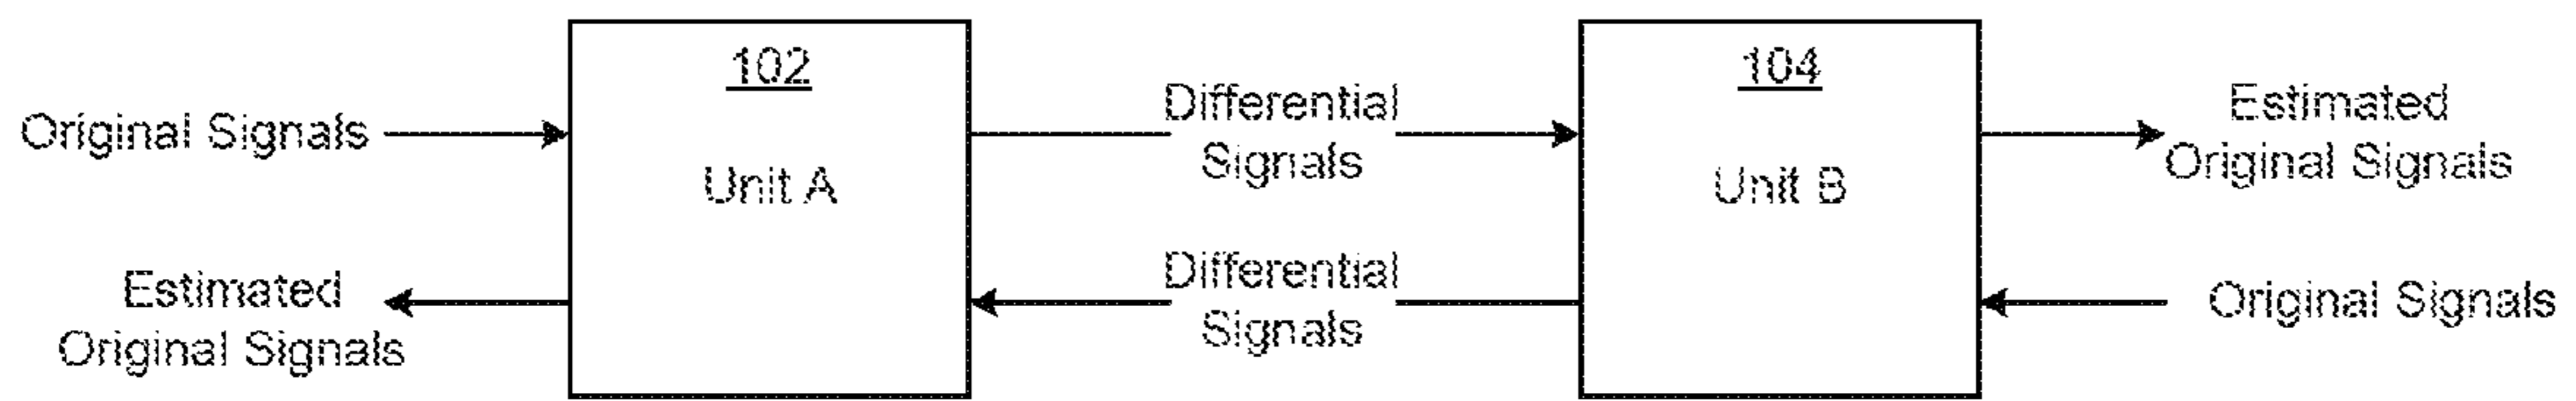 102
104
Original Signals
Differential
Signals
Estimated
Original Signals
Unit A
Unit B
Estimated
Original Signals
Differential
Signals
Original Signals